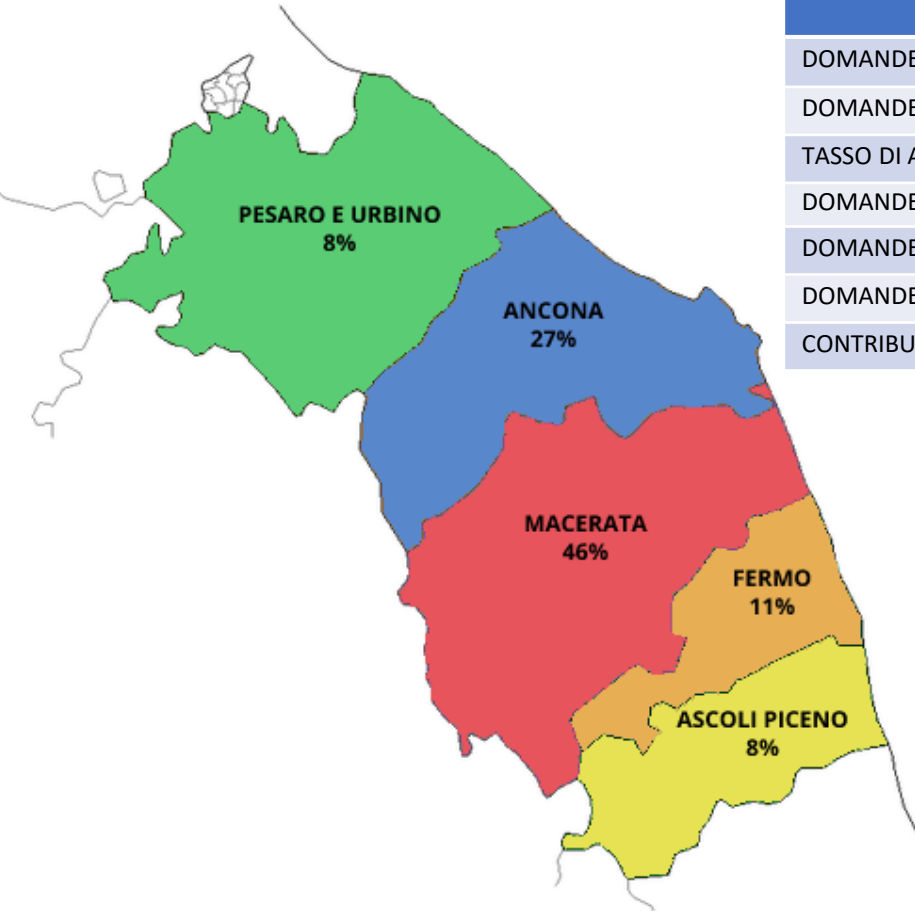 DOMANDE
DOMANDE
TASSO DI A
DOMANDE
DOMANDE
DOMANDE
CONTRIBU
PESARO E URBINO
8%
ANCONA
27%
MACERATA
46%
FERMO
11%
ASCOLI PICENO
8%